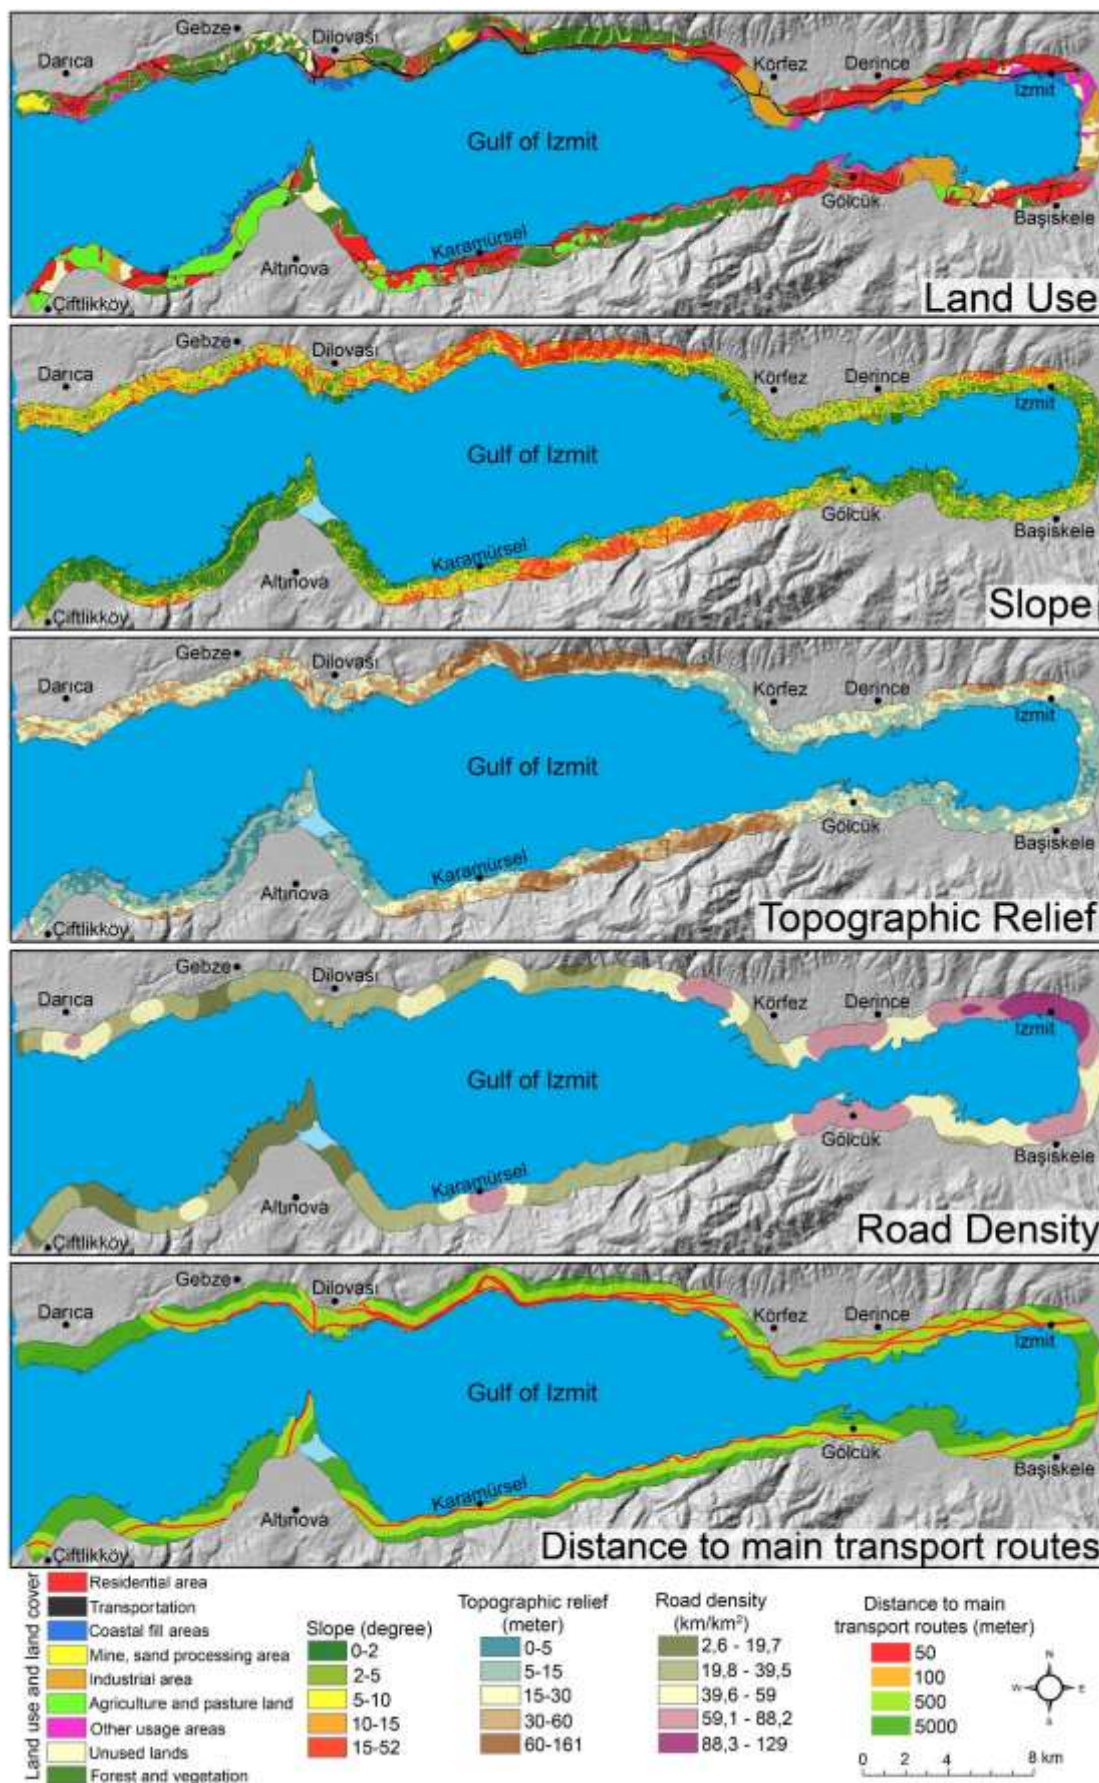 Gebze
Dilovası
Darıca
Körfez
Derince
İzmit
Gulf of Izmit
Gölcük
Başiskele
Karamürsel
Altınova
Çiftlikköy
Land Use
Gebze
Dilovası
Darıca
Körfez
Derince
İzmit
Gulf of Izmit
Gölcük
Başiskele
Karamürsel
Altınova
Çiftlikköy
Slope
Gebze
Dilovası
Darıca
Körfez
Derince
İzmit
Gulf of Izmit
Gölcük
Başiskele
Karamürsel
Altınova
Çiftlikköy
Topographic Relief
Gebze
Dilovası
Darıca
Körfez
Derince
İzmit
Gulf of Izmit
Gölcük
Başiskele
Karamürsel
Altınova
Çiftlikköy
Road Density
Gebze
Dilovası
Darıca
Körfez
Derince
İzmit
Gulf of Izmit
Gölcük
Başiskele
Karamürsel
Altınova
Çiftlikköy
Distance to main transport routes
Land use and land cover
Residential area
Transportation
Coastal fill areas
Mine, sand processing area
Industrial area
Agriculture and pasture land
Other usage areas
Unused lands
Forest and vegetation
Slope (degree)
0-2
2-5
5-10
10-15
15-52
Topographic relief
(meter)
0-5
5-15
15-30
30-60
60-161
Road density
(km/km²)
2,6 - 19,7
19,8 - 39,5
39,6 - 59
59,1 - 88,2
88,3 - 129
Distance to main
transport routes (meter)
50
100
500
5000
N
W E
S
0 2 4 8 km